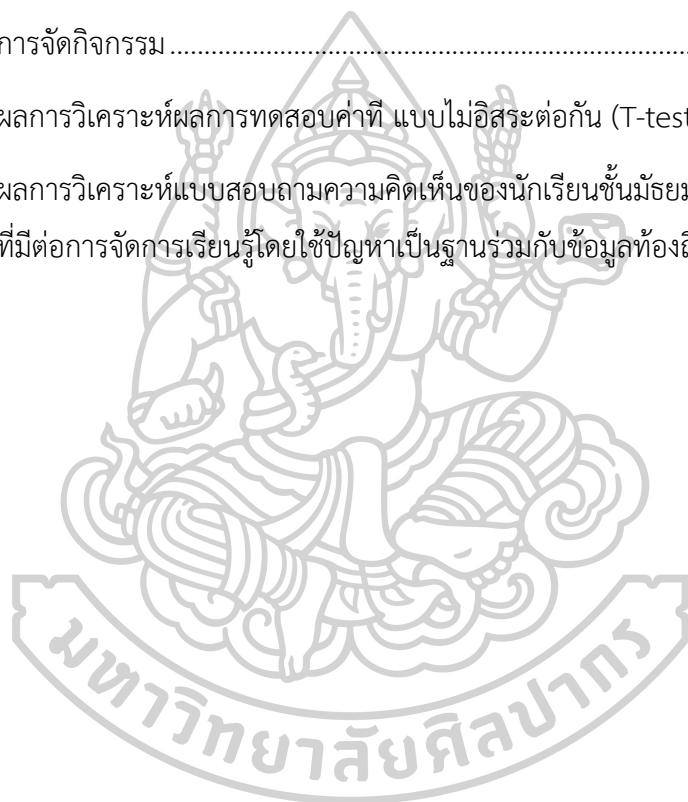 การจัดกิจกรรม ........................................................................
ผลการวิเคราะห์ผลการทดสอบค่าที แบบไม่อิสระต่อกัน (T-test
ผลการวิเคราะห์แบบสอบถามความคิดเห็นของนักเรียนชั้นมัธยม
ที่มีต่อการจัดการเรียนรู้โดยใช้ปัญหาเป็นฐานร่วมกับข้อมูลท้องถิ
มหาวิทยาลัยศิลปากร